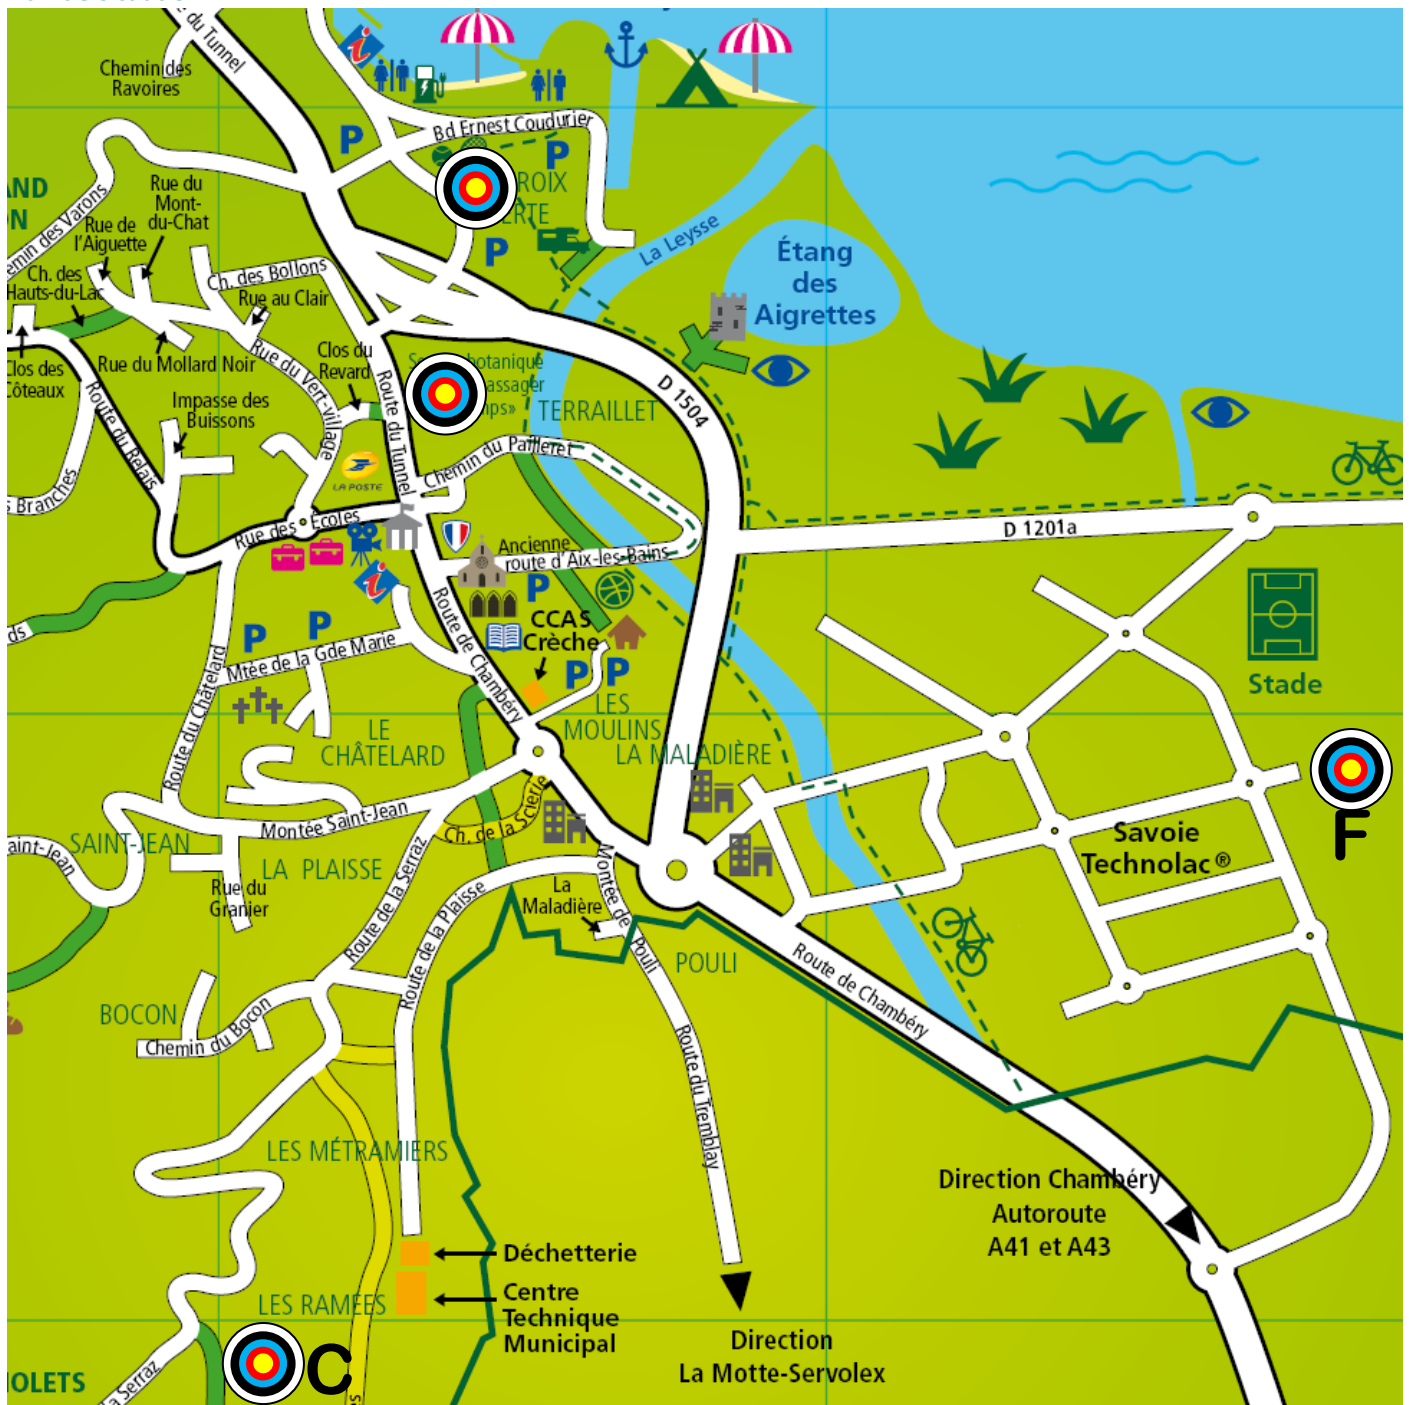 du Tunnel
Chemin des
Ravoires
Bd Ernest Coudurier
P
P
P
Rue du
Mont-
du-Chat
Rue de
l'Aiguette
Ch. des
Hauts-du-Lac
Ch. des Bollons
Rue au Clair
La Leysse
Étang
des
Aigrettes
Clos des
Côteaux
Rue du Mollard Noir
Rue du Vert-village
Clos du
Revard
botanique
TERRAILLET
D 1504
Route du Relais
Impasse des
Buissons
Route du Tunnel
Chemin du Pailleret
LA POSTE
Branches
Rue des Écoles
i
i
Ancienne
route d'Aix-les-Bains
D 1201a
P
CCAS
Crèche
P
P
Mtée de la Gde Marie
Route de Chambéry
P
P
LES
MOULINS
Stade
Route du Châtelard
LE
CHÂTELARD
LA MALADIÈRE
Montée Saint-Jean
Ch. de la Scierie
SAINT-JEAN
LA PLAISSE
Rue du
Granier
Route de la Serraz
Route de la Plaisse
La
Maladière
Montée de Pouli
POULI
Savoie
Technolac®
F
Route de Chambéry
BOCON
Chemin du Bocon
Route du Tremblay
LES MÉTRAMIERS
Direction Chambéry
Autoroute
A41 et A43
Déchetterie
LES RAMÉES
Centre
Technique
Municipal
Direction
La Motte-Servolex
C
la Serraz